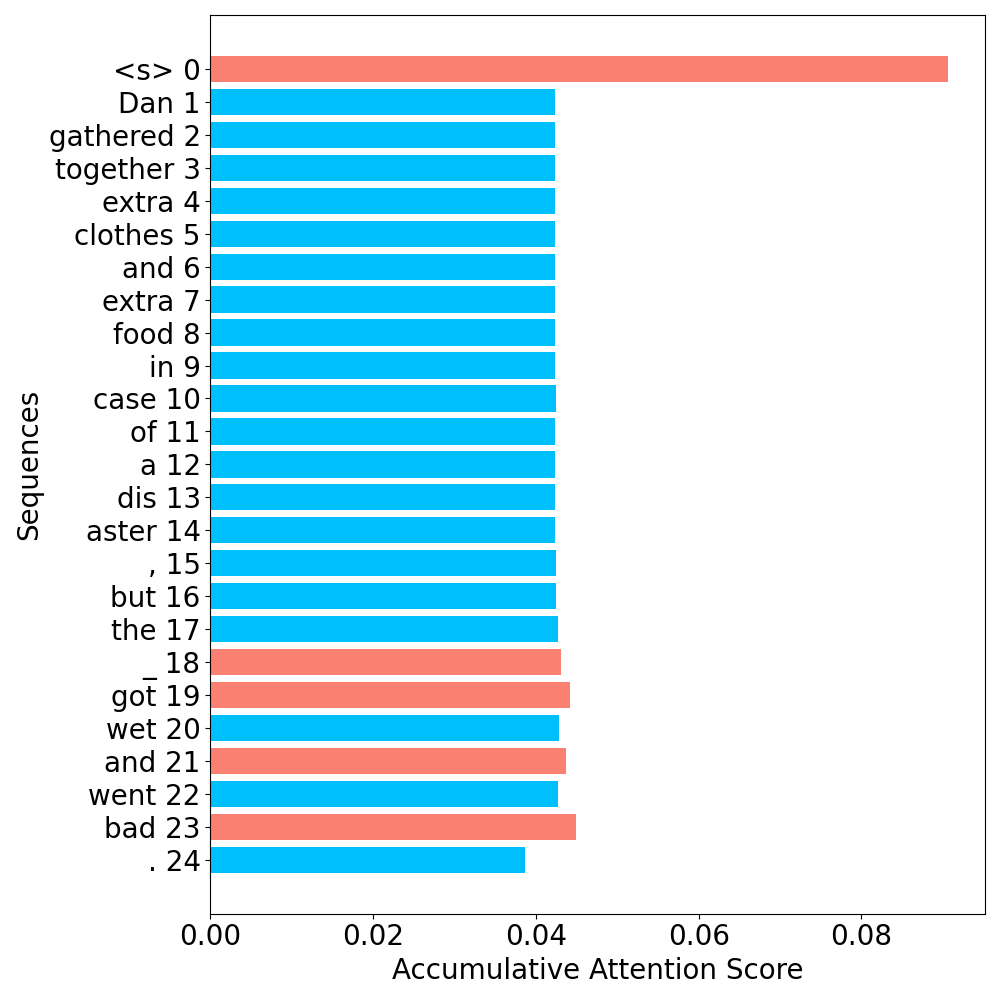 <s> 0
Dan 1
gathered 2
together 3
extra 4
clothes 5
and 6
extra 7
food 8
in 9
case 10
of 11
a 12
dis 13
aster 14
, 15
but 16
the 17
_ 18
got 19
wet 20
and 21
went 22
bad 23
. 24
Sequences
0.00 0.02 0.04 0.06 0.08
Accumulative Attention Score